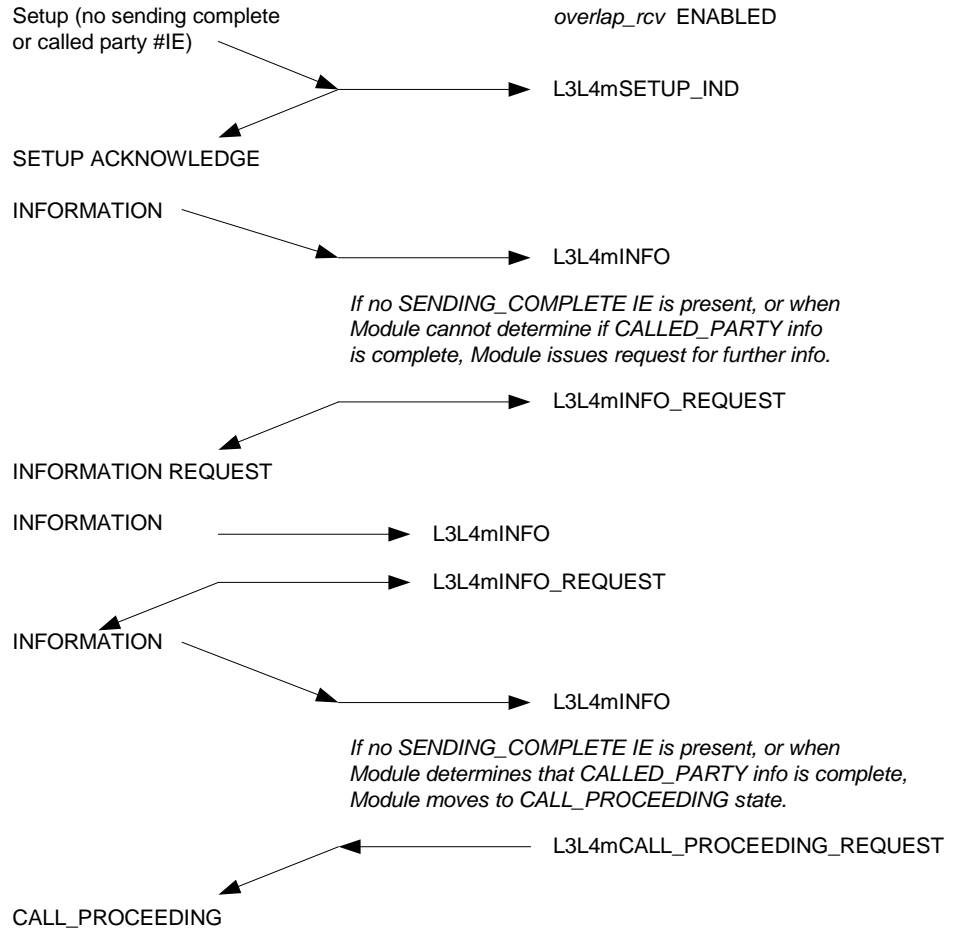 Setup (no sending complete
or called party #IE)
overlap_rcv ENABLED
L3L4mSETUP_IND
SETUP ACKNOWLEDGE
INFORMATION
L3L4mINFO
If no SENDING_COMPLETE IE is present, or when
Module cannot determine if CALLED_PARTY info
is complete, Module issues request for further info.
L3L4mINFO_REQUEST
INFORMATION REQUEST
INFORMATION
L3L4mINFO
L3L4mINFO_REQUEST
INFORMATION
L3L4mINFO
If no SENDING_COMPLETE IE is present, or when
Module determines that CALLED_PARTY info is complete,
Module moves to CALL_PROCEEDING state.
L3L4mCALL_PROCEEDING_REQUEST
CALL_PROCEEDING